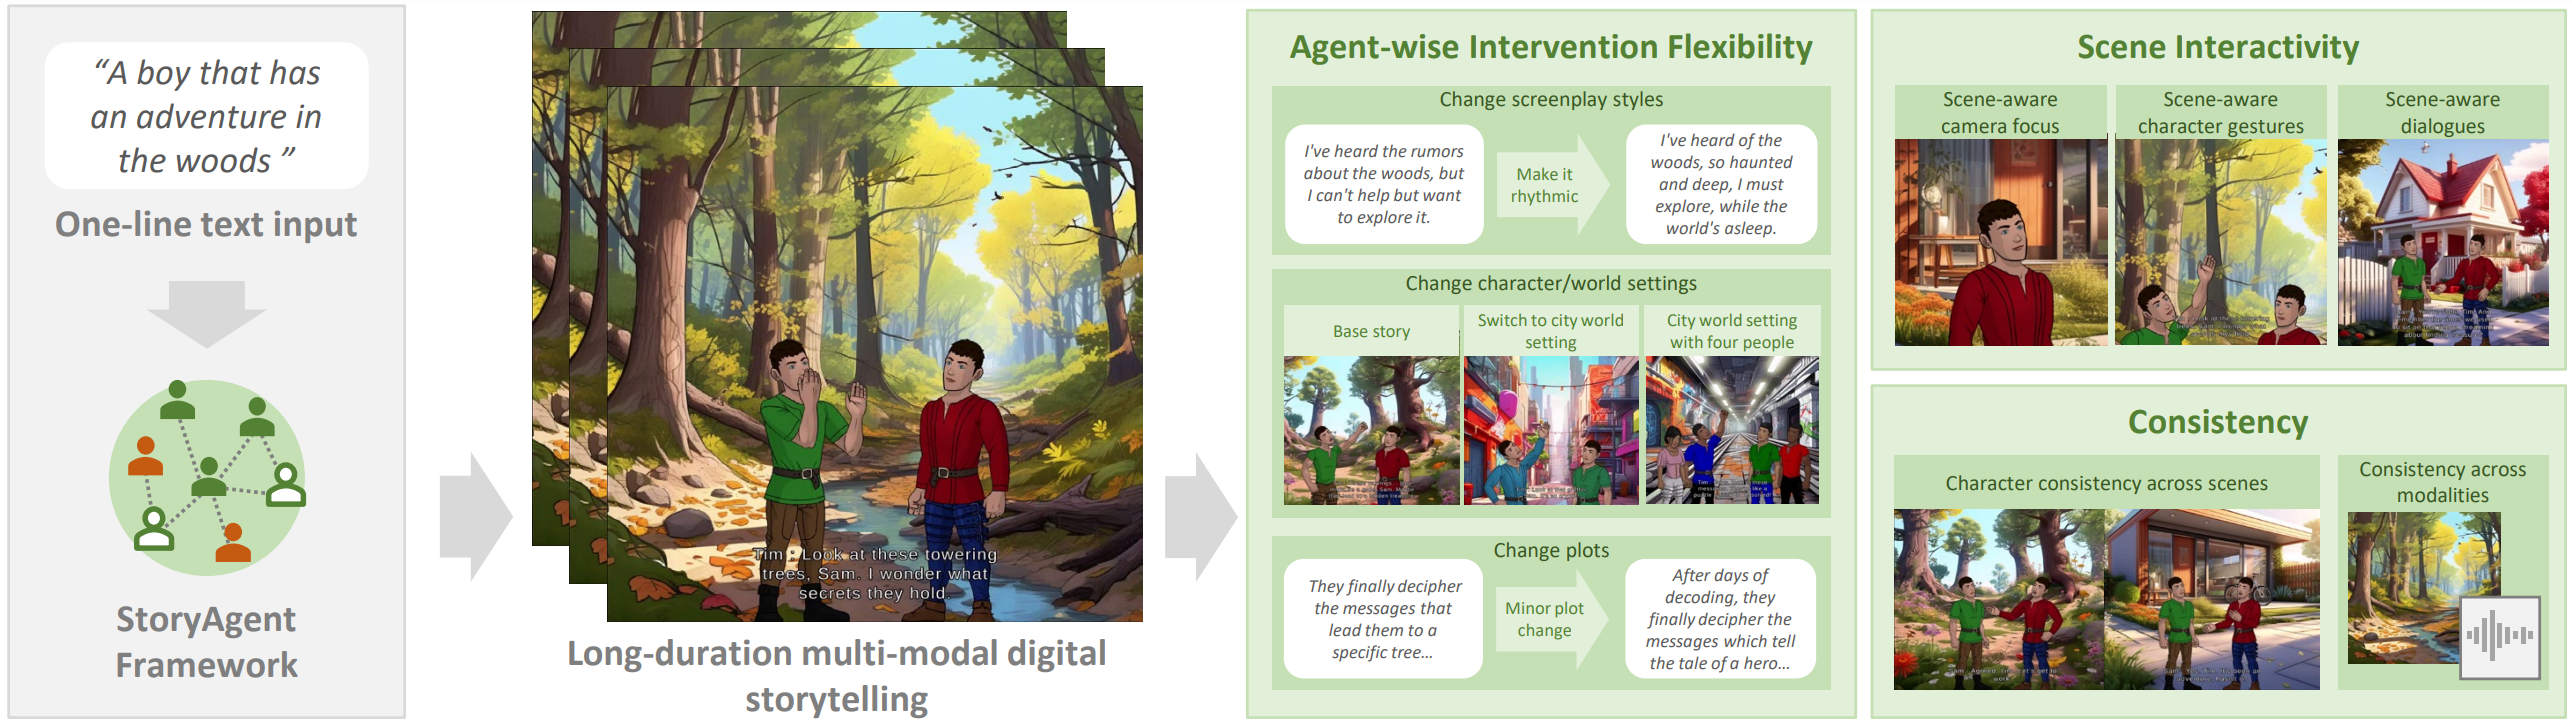 “A boy that has
an adventure in
the woods ”
One-line text input
StoryAgent
Framework
Tim : Look at these towering
trees, Sam. I wonder what
secrets they hold.
Long-duration multi-modal digital
storytelling
Agent-wise Intervention Flexibility
Change screenplay styles
I've heard the rumors
about the woods, but
I can't help but want
to explore it.
Make it
rhythmic
I've heard of the
woods, so haunted
and deep, I must
explore, while the
world's asleep.
Change character/world settings
Base story
Switch to city world
setting
City world setting
with four people
Change plots
They finally decipher
the messages that
lead them to a
specific tree...
Minor plot
change
After days of
decoding, they
finally decipher the
messages which tell
the tale of a hero...
Scene Interactivity
Scene-aware
camera focus
Scene-aware
character gestures
Scene-aware
dialogues
Consistency
Character consistency across scenes
Consistency across
modalities